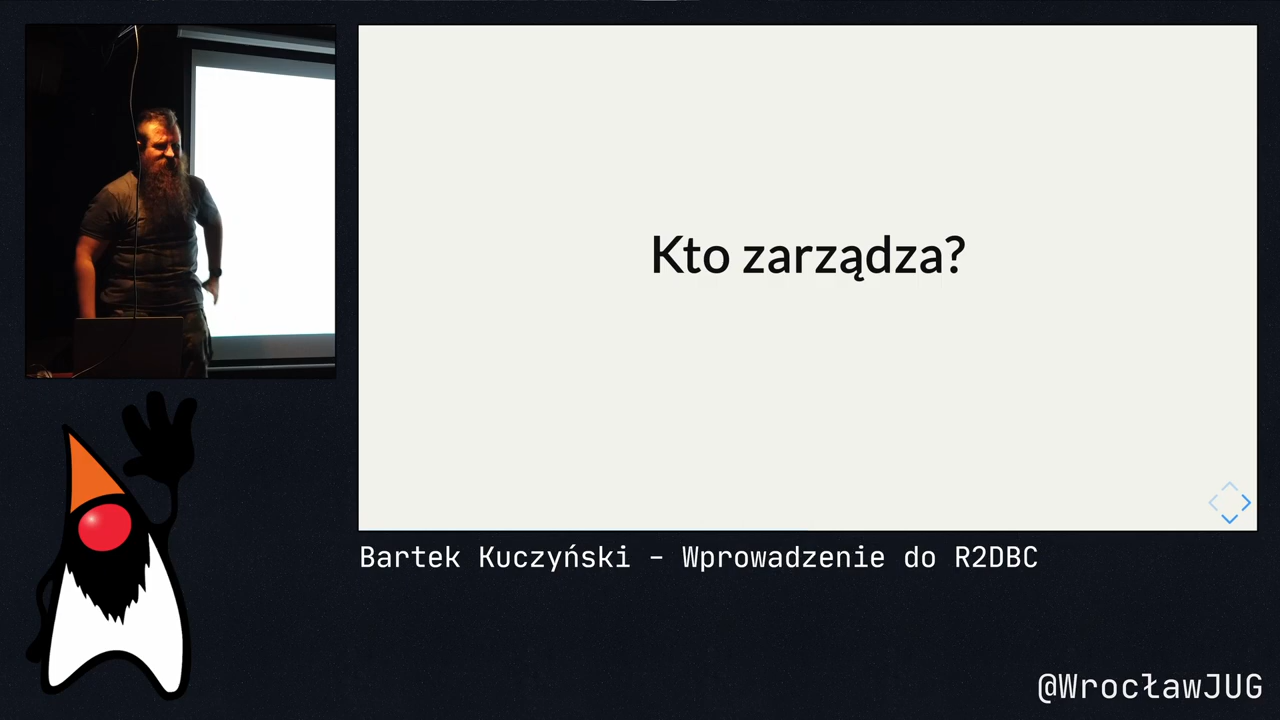 Kto zarządza?
Bartek Kuczyński – Wprowadzenie do R2DBC
@WrocławJUG